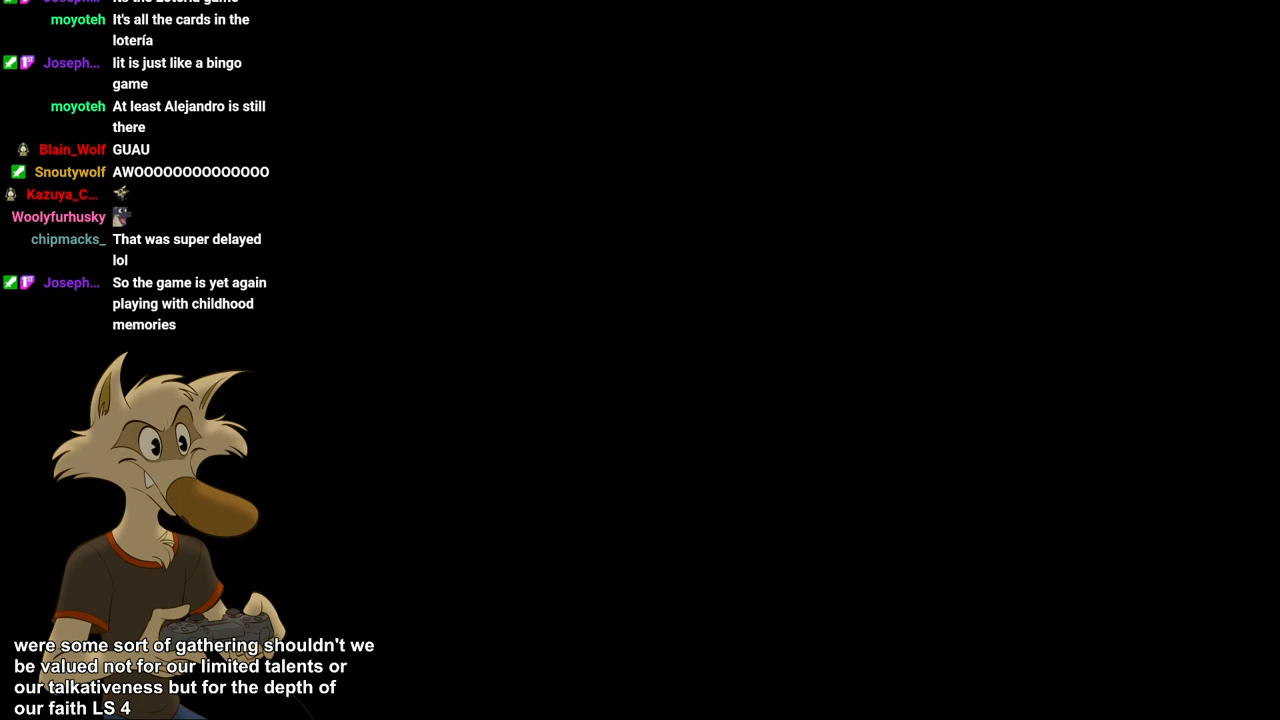 moyoteh It's all the cards in the
lotería
Joseph... lit is just like a bingo
game
moyoteh At least Alejandro is still
there
Blain_Wolf GUAU
Snoutywolf AWOOOOOOOOOOOOOO
Kazuya_C...
Woolyfurhusky
chipmacks_ That was super delayed
lol
Joseph... So the game is yet again
playing with childhood
memories
were some sort of gathering shouldn't we
be valued not for our limited talents or
our talkativeness but for the depth of
our faith LS 4